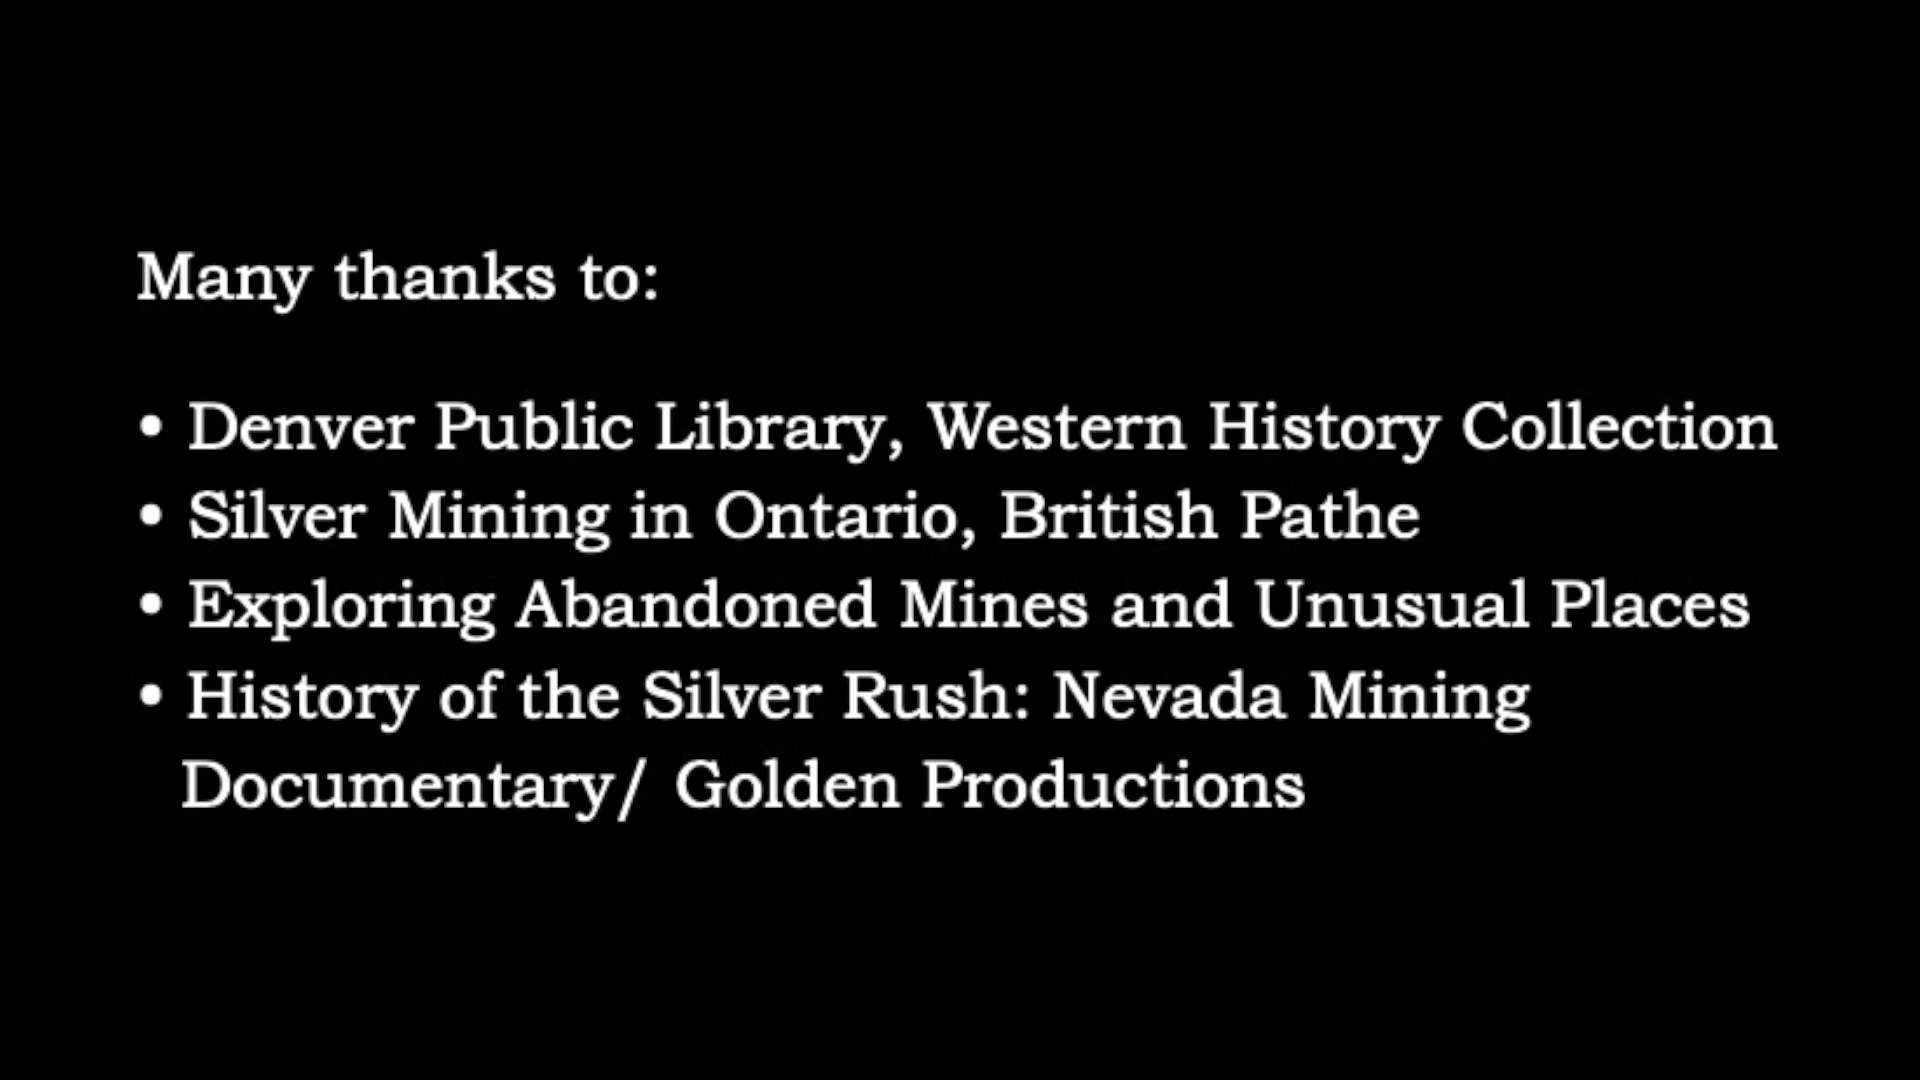 Many thanks to:
• Denver Public Library, Western History Collection
• Silver Mining in Ontario, British Pathe
• Exploring Abandoned Mines and Unusual Places
• History of the Silver Rush: Nevada Mining
Documentary/ Golden Productions